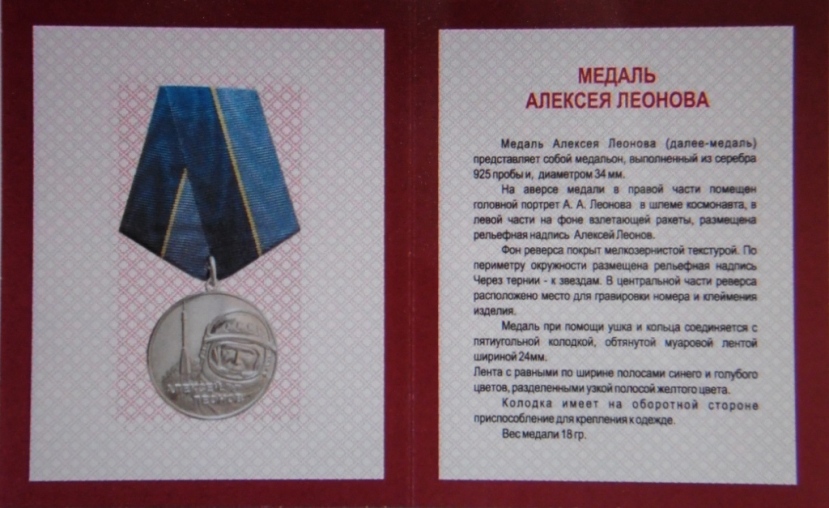 АЛЕКСЕЙ
ЛЕОНОВ
МЕДАЛЬ
АЛЕКСЕЯ ЛЕОНОВА
Медаль Алексея Леонова (далее-медаль)
представляет собой медальон, выполненный из серебра
925 пробы и, диаметром 34 мм.
На аверсе медали в правой части помещен
головной портрет А. А. Леонова в шлеме космонавта, в
левой части на фоне взлетающей ракеты, размещена
рельефная надпись Алексей Леонов.
Фон реверса покрыт мелкозернистой текстурой. По
периметру окружности размещена рельефная надпись
Через тернии - к звездам. В центральной части реверса
расположено место для гравировки номера и клеймения
изделия.
Медаль при помощи ушка и кольца соединяется с
пятиугольной колодкой, обтянутой муаровой лентой
шириной 24мм.
Лента с равными по ширине полосами синего и голубого
цветов, разделенными узкой полосой желтого цвета.
Колодка имеет на оборотной стороне
приспособление для крепления к одежде.
Вес медали 18 гр.